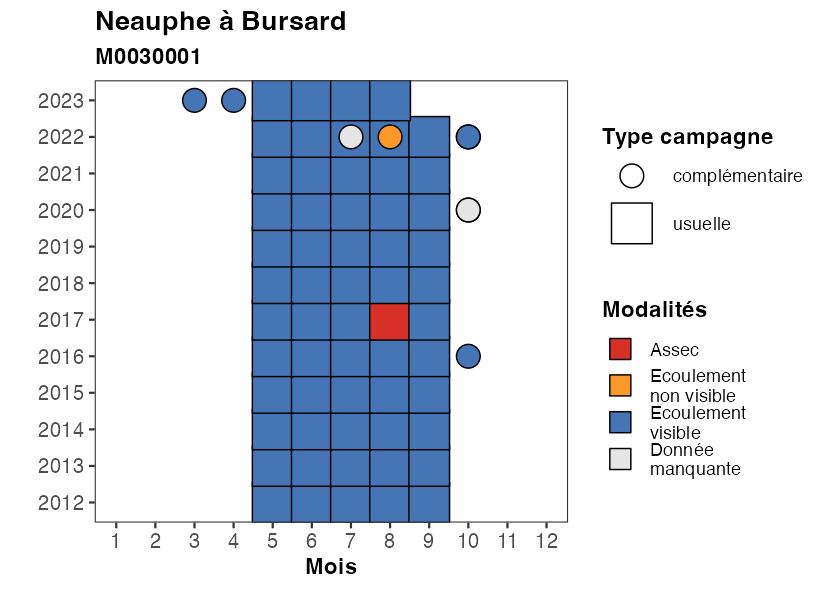 Neauphe à Bursard
M0030001
2023
2022
2021
2020
2019
2018
2017
2016
2015
2014
2013
2012
1 2 3 4 5 6 7 8 9 10 11 12
Mois
Type campagne
complémentaire
usuelle
Modalités
Assec
Ecoulement
non visible
Ecoulement
visible
Donnée
manquante